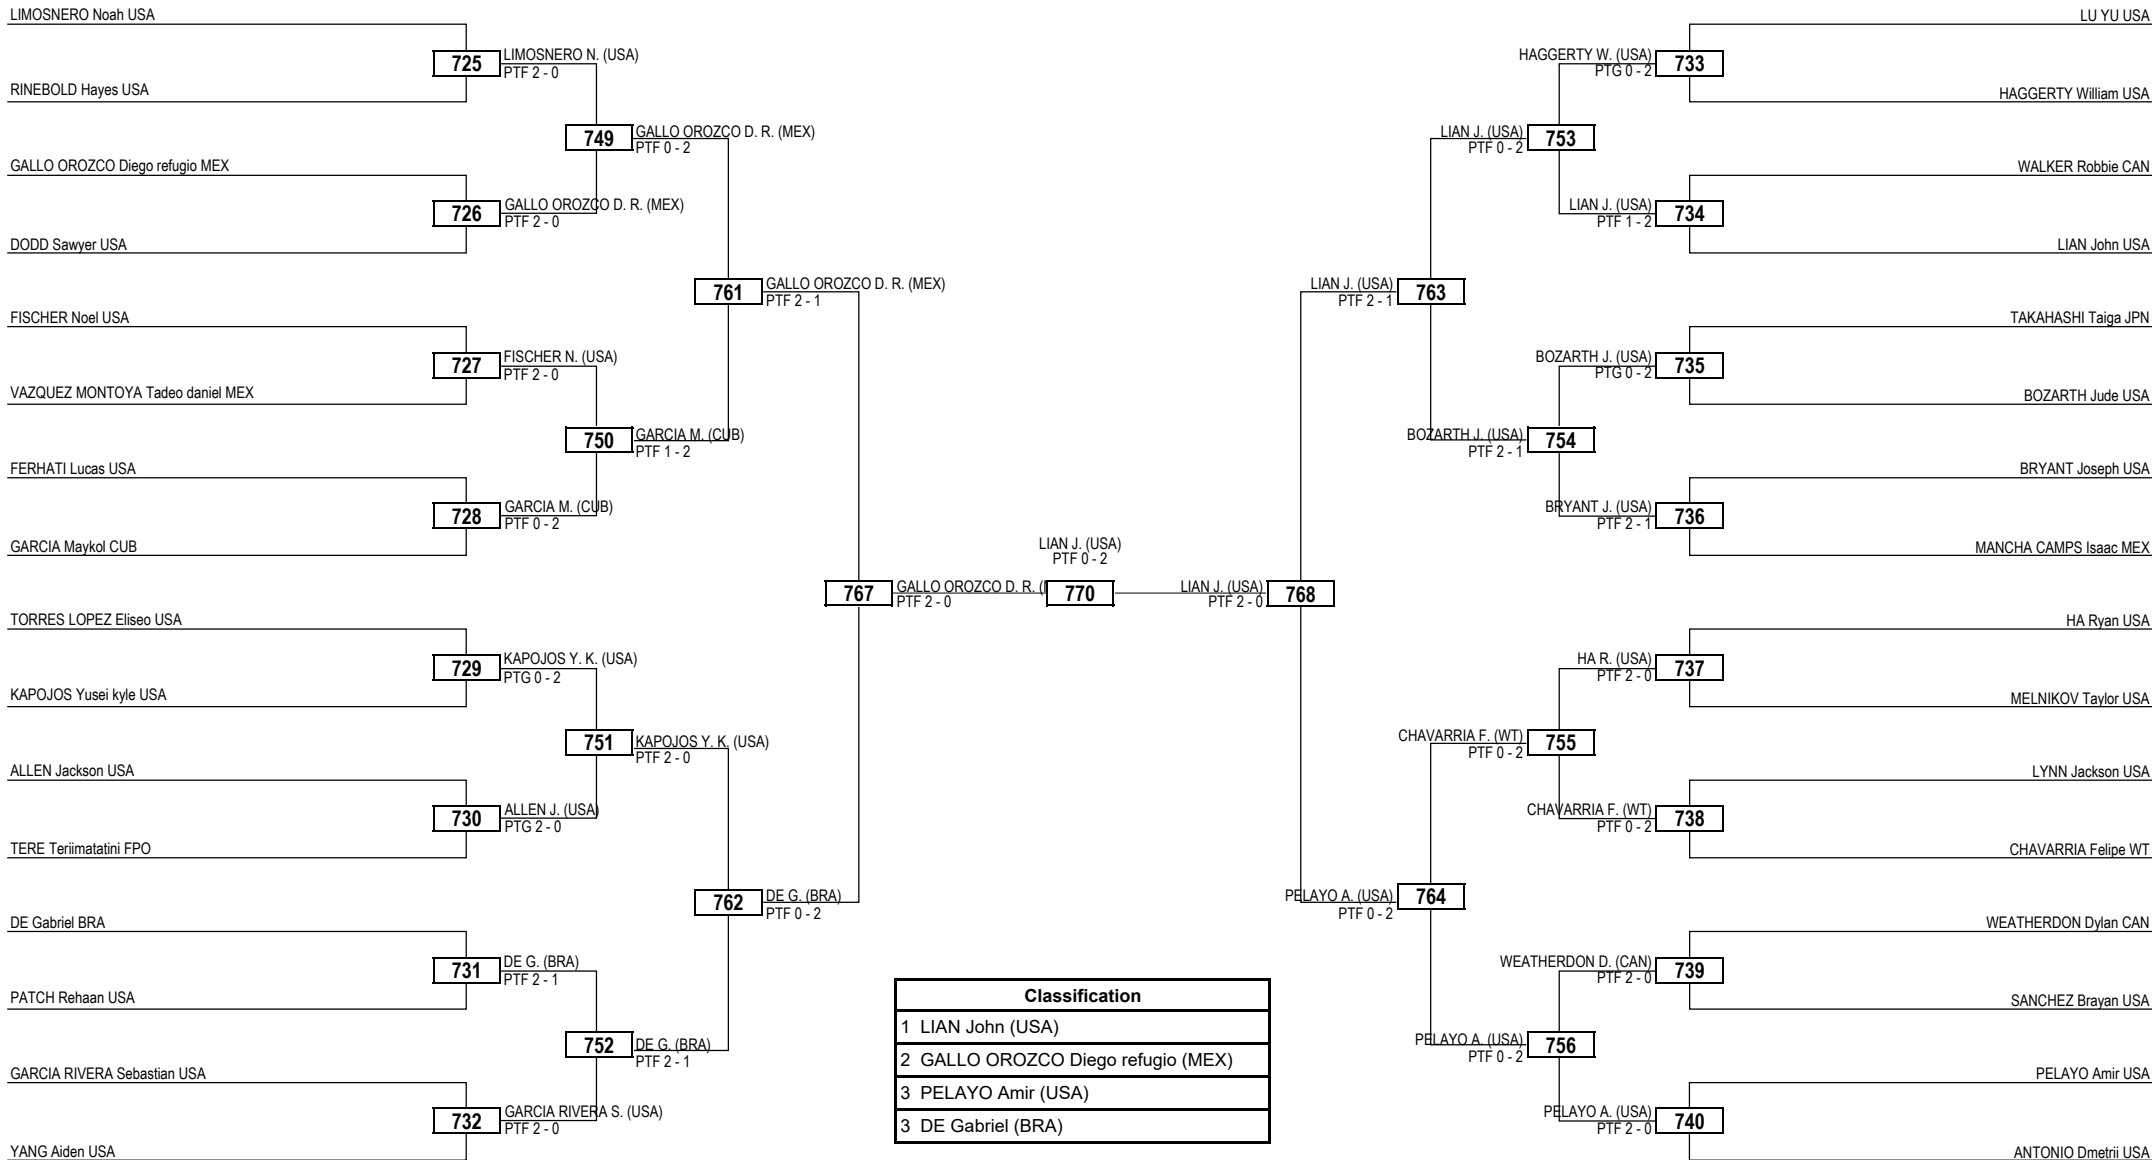 LIMOSNERO Noah USA
725
LIMOSNERO N. (USA)
PTF 2 - 0
RINEBOLD Hayes USA
749
GALLO OROZCO D. R. (MEX)
PTF 0 - 2
GALLO OROZCO Diego refugio MEX
726
GALLO OROZCO D. R. (MEX)
PTF 2 - 0
DODD Sawyer USA
761
GALLO OROZCO D. R. (MEX)
PTF 2 - 1
FISCHER Noel USA
727
FISCHER N. (USA)
PTF 2 - 0
VAZQUEZ MONTOYA Tadeo daniel MEX
750
GARCIA M. (CUB)
PTF 1 - 2
FERHATI Lucas USA
728
GARCIA M. (CUB)
PTF 0 - 2
GARCIA Maykol CUB
767
GALLO OROZCO D. R. (
PTF 2 - 0
TORRES LOPEZ Eliseo USA
729
KAPOJOS Y. K. (USA)
PTG 0 - 2
KAPOJOS Yusei kyle USA
751
KAPOJOS Y. K. (USA)
PTF 2 - 0
ALLEN Jackson USA
730
ALLEN J. (USA)
PTG 2 - 0
TERE Teriimatatini FPO
762
DE G. (BRA)
PTF 0 - 2
DE Gabriel BRA
731
DE G. (BRA)
PTF 2 - 1
PATCH Rehaan USA
752
DE G. (BRA)
PTF 2 - 1
GARCIA RIVERA Sebastian USA
732
GARCIA RIVERA S. (USA)
PTF 2 - 0
YANG Aiden USA
LIAN J. (USA)
PTF 0 - 2
770
LU YU USA
HAGGERTY W. (USA)
PTG 0 - 2
733
HAGGERTY William USA
LIAN J. (USA)
PTF 0 - 2
753
WALKER Robbie CAN
LIAN J. (USA)
PTF 1 - 2
734
LIAN John USA
LIAN J. (USA)
PTF 2 - 1
763
TAKAHASHI Taiga JPN
BOZARTH J. (USA)
PTG 0 - 2
735
BOZARTH Jude USA
BOZARTH J. (USA)
PTF 2 - 1
754
BRYANT Joseph USA
BRYANT J. (USA)
PTF 2 - 1
736
MANCHA CAMPS Isaac MEX
LIAN J. (USA)
PTF 2 - 0
768
HA Ryan USA
HA R. (USA)
PTF 2 - 0
737
MELNIKOV Taylor USA
CHAVARRIA F. (WT)
PTF 0 - 2
755
LYNN Jackson USA
CHAVARRIA F. (WT)
PTF 0 - 2
738
CHAVARRIA Felipe WT
PELAYO A. (USA)
PTF 0 - 2
764
WEATHERDON Dylan CAN
WEATHERDON D. (CAN)
PTF 2 - 0
739
SANCHEZ Brayan USA
PELAYO A. (USA)
PTF 0 - 2
756
PELAYO Amir USA
PELAYO A. (USA)
PTF 2 - 0
740
ANTONIO Dmetrii USA
Classification
1 LIAN John (USA)
2 GALLO OROZCO Diego refugio (MEX)
3 PELAYO Amir (USA)
3 DE Gabriel (BRA)